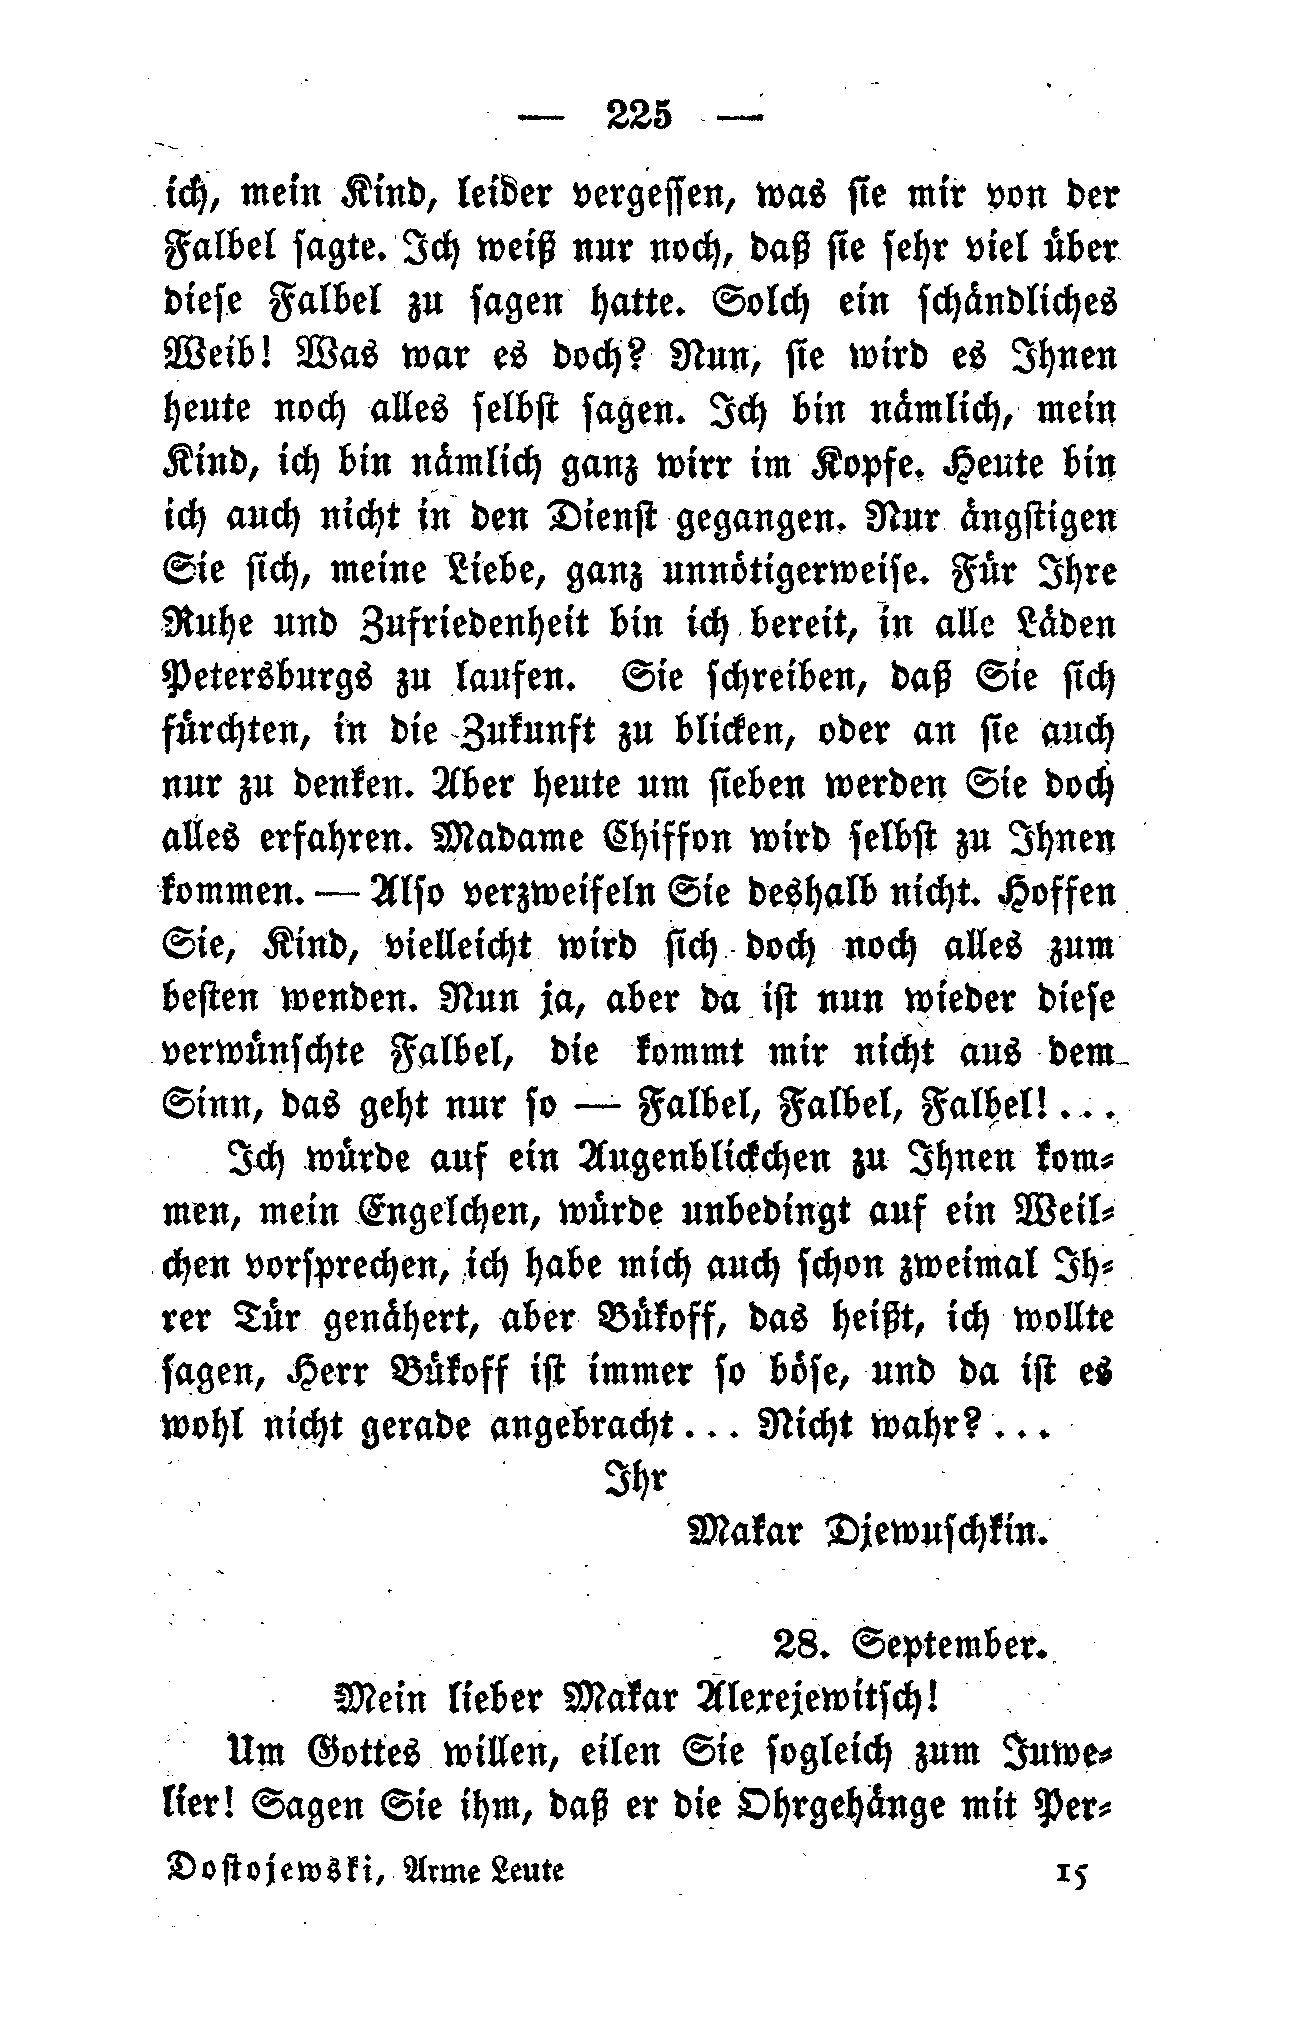 — 225 —
ich, mein Kind, leider vergessen, was sie mir von der
Falbel sagte. Ich weiß nur noch, daß sie sehr viel über
diese Falbel zu sagen hatte. Solch ein schändliches
Weib! Was war es doch? Nun, sie wird es Ihnen
heute noch alles selbst sagen. Ich bin nämlich, mein
Kind, ich bin nämlich ganz wirr im Kopfe. Heute bin
ich auch nicht in den Dienst gegangen. Nur ängstigen
Sie sich, meine Liebe, ganz unnötigerweise. Für Ihre
Ruhe und Zufriedenheit bin ich bereit, in alle Läden
Petersburgs zu laufen. Sie schreiben, daß Sie sich
fürchten, in die Zukunft zu blicken, oder an sie auch
nur zu denken. Aber heute um sieben werden Sie doch
alles erfahren. Madame Chiffon wird selbst zu Ihnen
kommen. — Also verzweifeln Sie deshalb nicht. Hoffen
Sie, Kind, vielleicht wird sich doch noch alles zum
besten wenden. Nun ja, aber da ist nun wieder diese
verwünschte Falbel, die kommt mir nicht aus dem
Sinn, das geht nur so — Falbel, Falbel, Falbel! . . .
Ich würde auf ein Augenblickchen zu Ihnen kom-
men, mein Engelchen, würde unbedingt auf ein Weil-
chen vorsprechen, ich habe mich auch schon zweimal Ih-
rer Tür genähert, aber Bükoff, das heißt, ich wollte
sagen, Herr Bükoff ist immer so böse, und da ist es
wohl nicht gerade angebracht . . . Nicht wahr? . . .
Ihr
Makar Djewuschkin.
28. September.
Mein lieber Makar Alexejewitsch!
Um Gottes willen, eilen Sie sogleich zum Juwe-
lier! Sagen Sie ihm, daß er die Ohrgehänge mit Per-
Dostojewski, Arme Leute 15